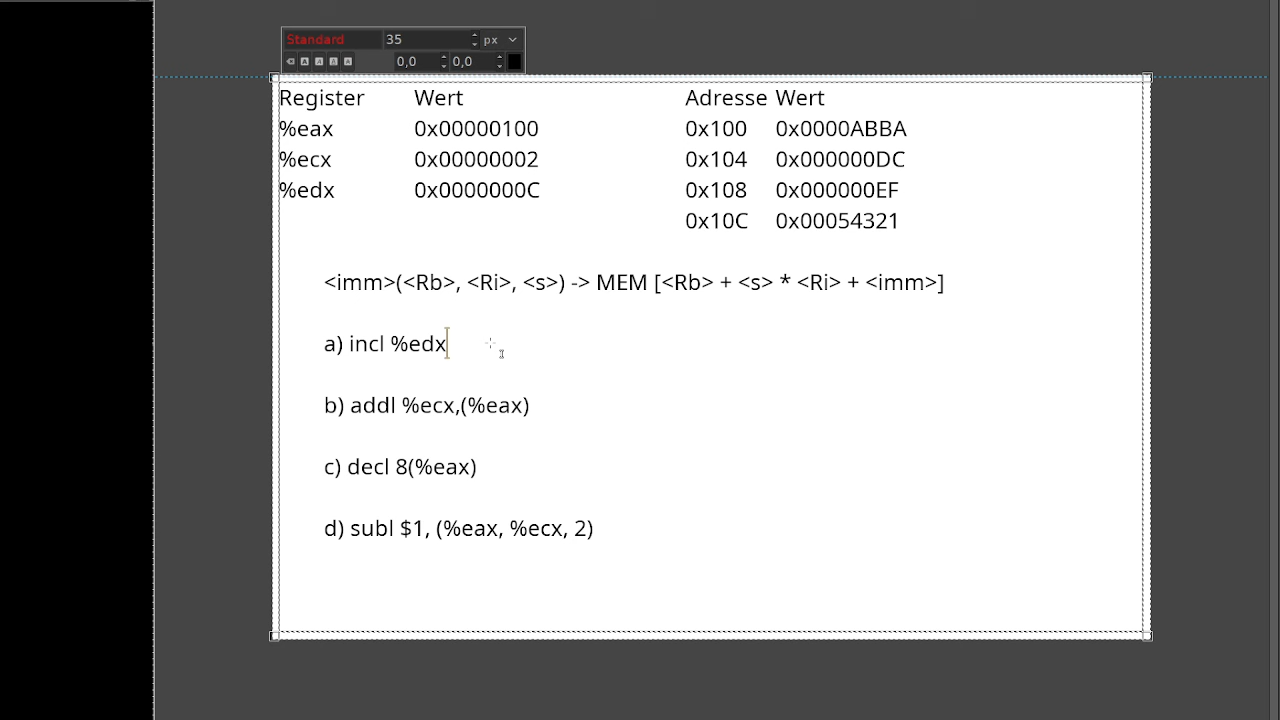 Standard 35 px
0,0 0,0
Register Wert Adresse Wert
%eax 0x00000100 0x100 0x0000ABBA
%ecx 0x00000002 0x104 0x000000DC
%edx 0x0000000C 0x108 0x000000EF
0x10C 0x00054321
<imm>(<Rb>, <Ri>, <s>) -> MEM [<Rb> + <s> * <Ri> + <imm>]
a) incl %edx
b) addl %ecx,(%eax)
c) decl 8(%eax)
d) subl $1, (%eax, %ecx, 2)